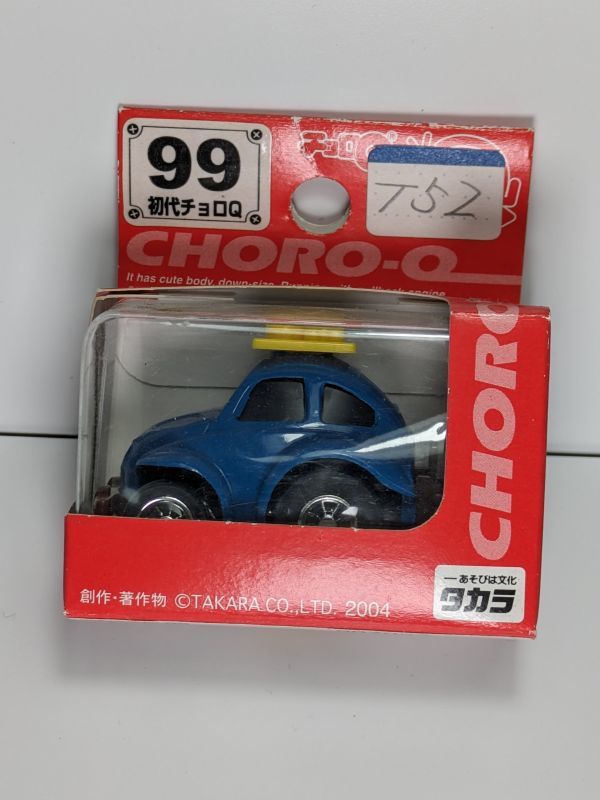 99
初代チョロQ
チョロQ
T52
CHORO-Q
It has cute body, down-size.
CHORO
創作・著作物 ©TAKARA CO.,LTD. 2004
あそびは文化
タカラ